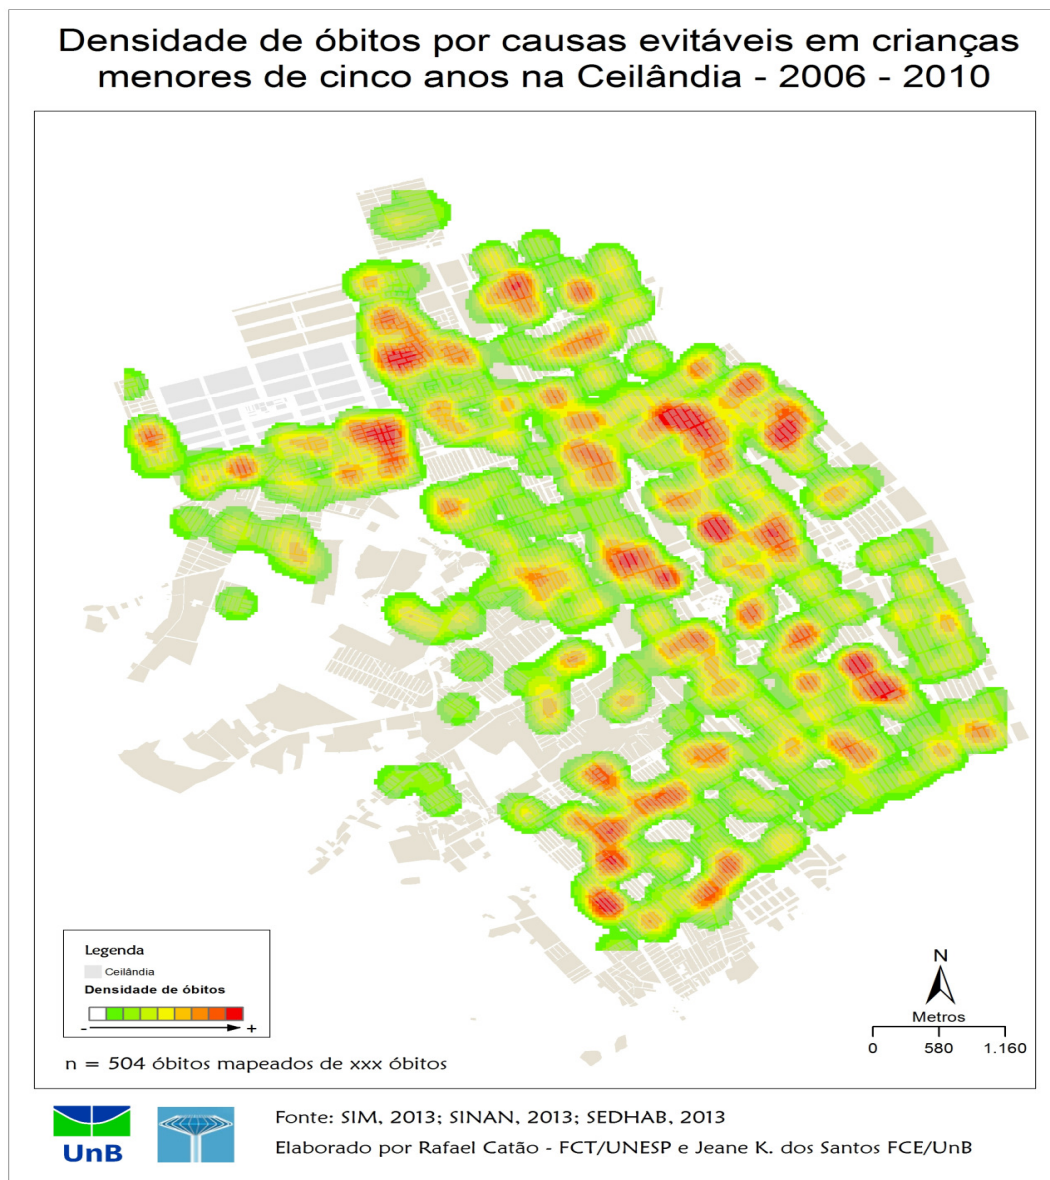 Densidade de óbitos por causas evitáveis em crianças
menores de cinco anos na Ceilândia - 2006 - 2010
Legenda
Ceilândia
Densidade de óbitos
- +
n = 504 óbitos mapeados de xxx óbitos
N
Metros
0 580 1.160
UnB
Fonte: SIM, 2013; SINAN, 2013; SEDHAB, 2013
Elaborado por Rafael Catão - FCT/UNESP e Jeane K. dos Santos FCE/UnB